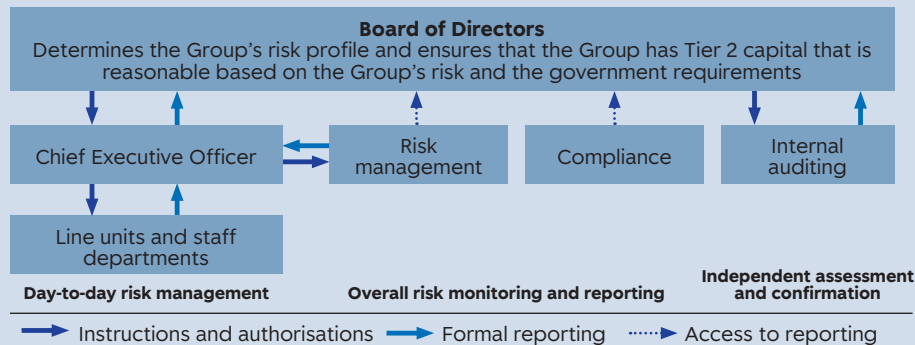 Board of Directors
Determines the Group's risk profile and ensures that the Group has Tier 2 capital that is
reasonable based on the Group's risk and the government requirements
Chief Executive Officer
Risk
management
Compliance
Internal
auditing
Line units and staff
departments
Day-to-day risk management
Overall risk monitoring and reporting
Independent assessment
and confirmation
Instructions and authorisations
Formal reporting
Access to reporting